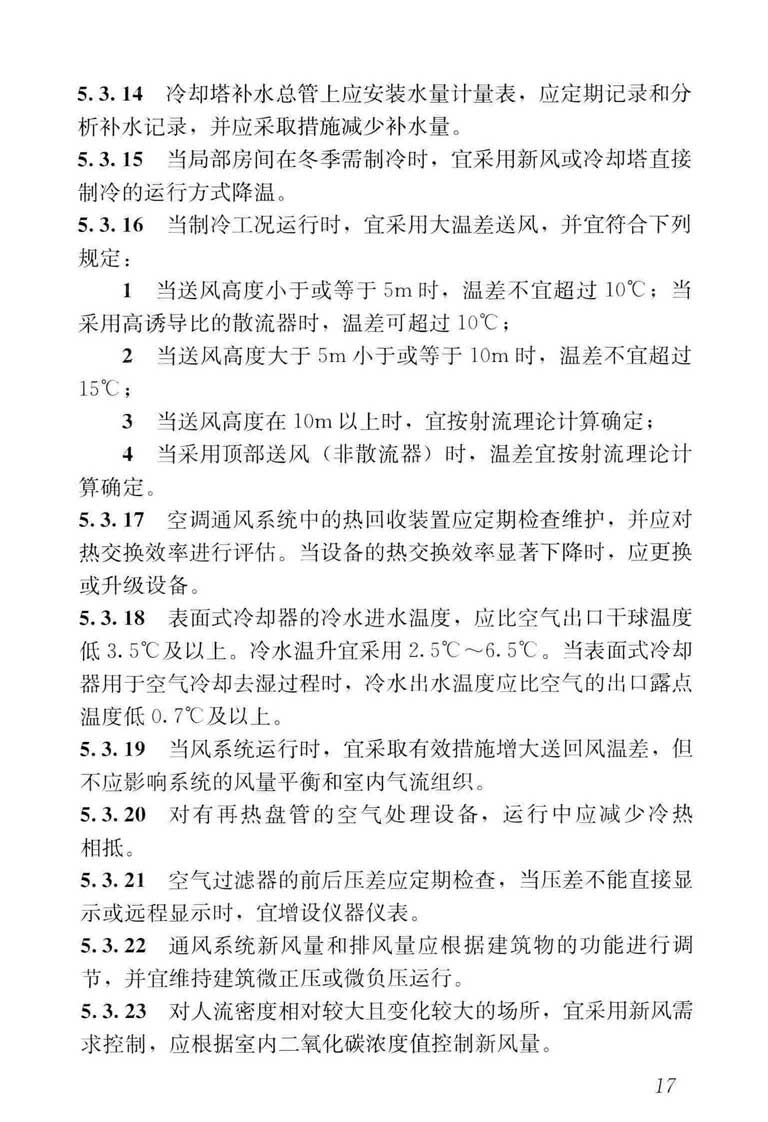 5.3.14 冷却塔补水总管上应安装水量计量表，应定期记录和分
析补水记录，并应采取措施减少补水量。
5.3.15 当局部房间在冬季需制冷时，宜采用新风或冷却塔直接
制冷的运行方式降温。
5.3.16 当制冷工况运行时，宜采用大温差送风，并宜符合下列
规定：
1 当送风高度小于或等于 5m 时，温差不宜超过 10℃；当
采用高诱导比的散流器时，温差可超过 10℃；
2 当送风高度大于 5m 小于或等于 10m 时，温差不宜超过
15℃；
3 当送风高度在 10m 以上时，宜按射流理论计算确定；
4 当采用顶部送风（非散流器）时，温差宜按射流理论计
算确定。
5.3.17 空调通风系统中的热回收装置应定期检查维护，并应对
热交换效率进行评估。当设备的热交换效率显著下降时，应更换
或升级设备。
5.3.18 表面式冷却器的冷水进水温度，应比空气出口干球温度
低 3.5℃及以上。冷水温升宜采用 2.5℃～6.5℃。当表面式冷却
器用于空气冷却去湿过程时，冷水出水温度应比空气的出口露点
温度低 0.7℃及以上。
5.3.19 当风系统运行时，宜采取有效措施增大送回风温差，但
不应影响系统的风量平衡和室内气流组织。
5.3.20 对有再热盘管的空气处理设备，运行中应减少冷热
相抵。
5.3.21 空气过滤器的前后压差应定期检查，当压差不能直接显
示或远程显示时，宜增设仪器仪表。
5.3.22 通风系统新风量和排风量应根据建筑物的功能进行调
节，并宜维持建筑微正压或微负压运行。
5.3.23 对人流密度相对较大且变化较大的场所，宜采用新风需
求控制，应根据室内二氧化碳浓度值控制新风量。
17